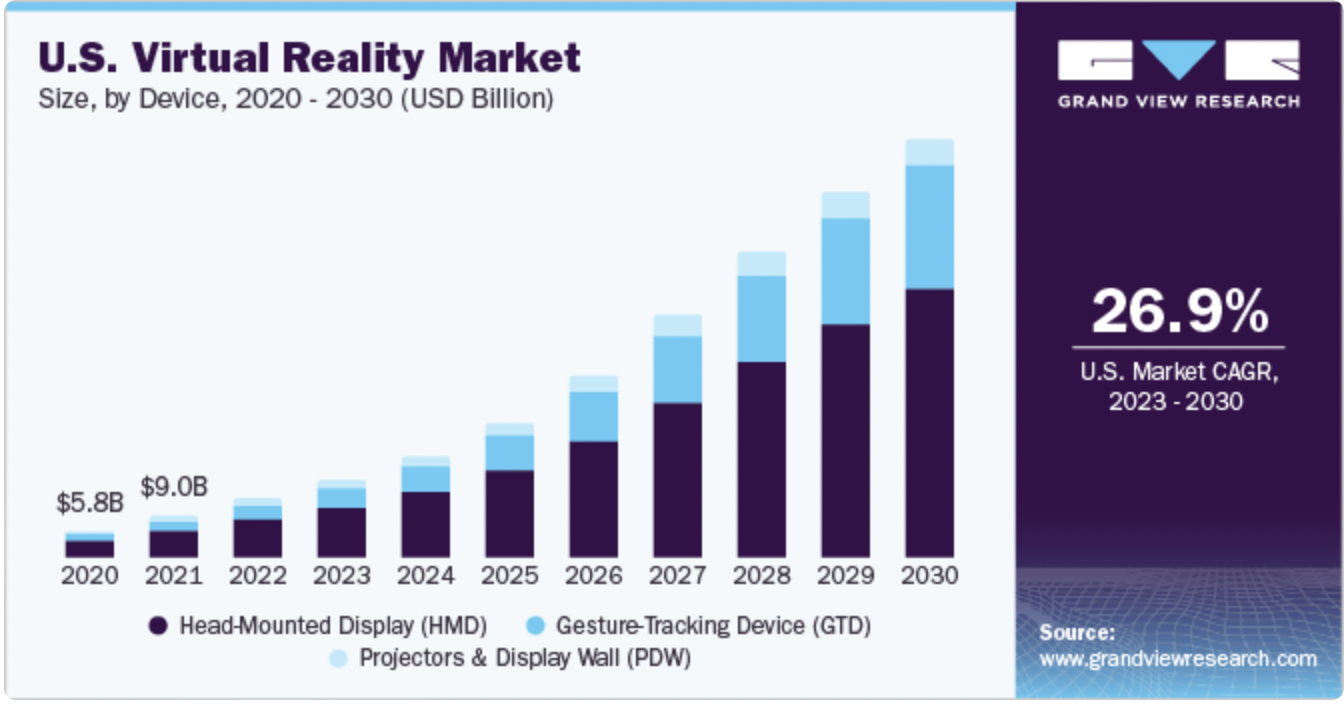 U.S. Virtual Reality Market
Size, by Device, 2020 - 2030 (USD Billion)
$5.8B
$9.0B
2020 2021 2022 2023 2024 2025 2026 2027 2028 2029 2030
Head-Mounted Display (HMD) Gesture-Tracking Device (GTD)
Projectors & Display Wall (PDW)
GRAND VIEW RESEARCH
26.9%
U.S. Market CAGR,
2023 - 2030
Source:
www.grandviewresearch.com